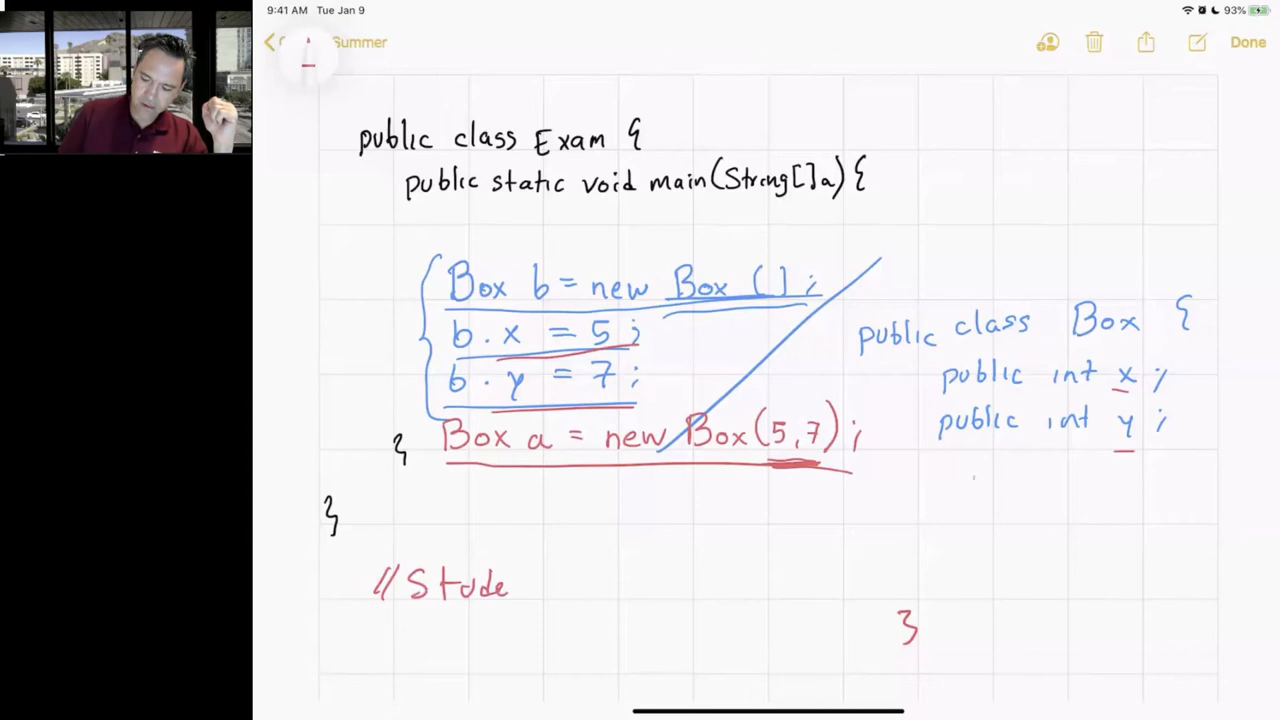 9:41 AM Tue Jan 9
93%
Summer
Done
public class Exam {
public static void main(String[]a){
Box b = new Box ();
b.x = 5;
b.y = 7;
} Box a = new Box(5,7);
}
//Stude
public class Box {
public int x;
public int y;
}